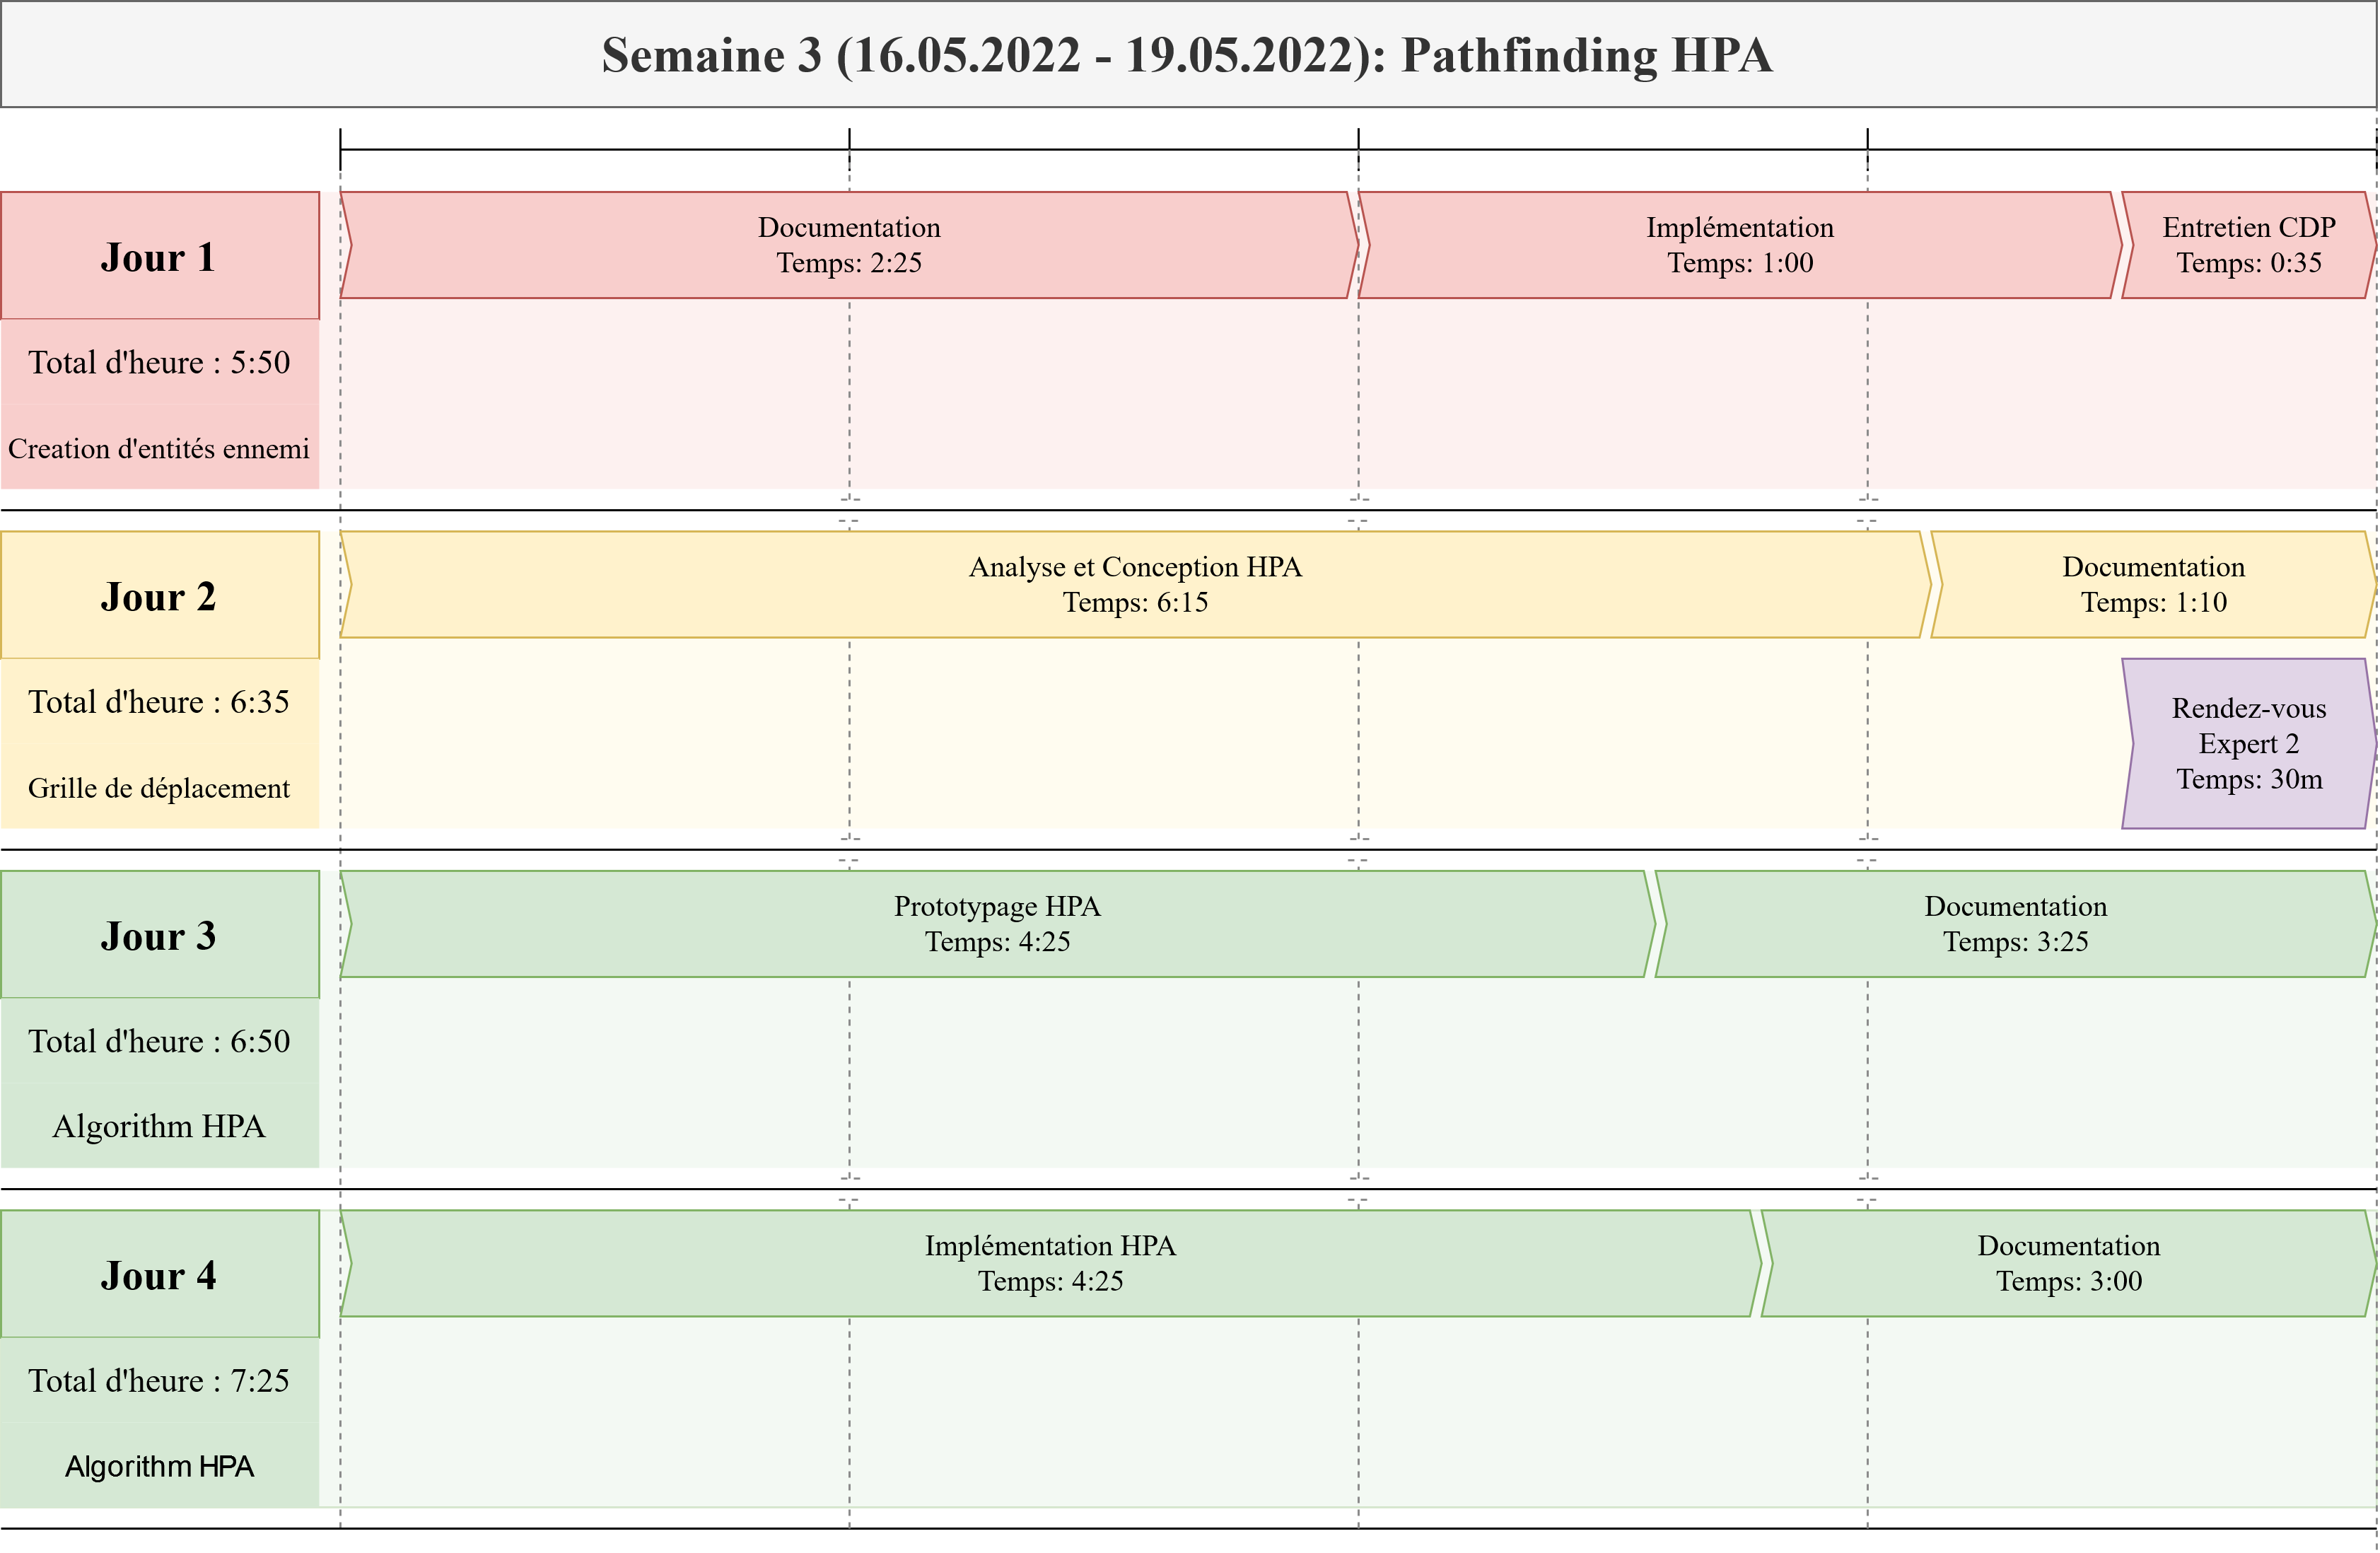 Semaine 3 (16.05.2022 - 19.05.2022): Pathfinding HPA
Jour 1
Total d'heure : 5:50
Creation d'entités ennemi
Documentation
Temps: 2:25
Implémentation
Temps: 1:00
Entretien CDP
Temps: 0:35
Jour 2
Total d'heure : 6:35
Grille de déplacement
Analyse et Conception HPA
Temps: 6:15
Documentation
Temps: 1:10
Rendez-vous
Expert 2
Temps: 30m
Jour 3
Total d'heure : 6:50
Algorithm HPA
Prototypage HPA
Temps: 4:25
Documentation
Temps: 3:25
Jour 4
Total d'heure : 7:25
Algorithm HPA
Implémentation HPA
Temps: 4:25
Documentation
Temps: 3:00